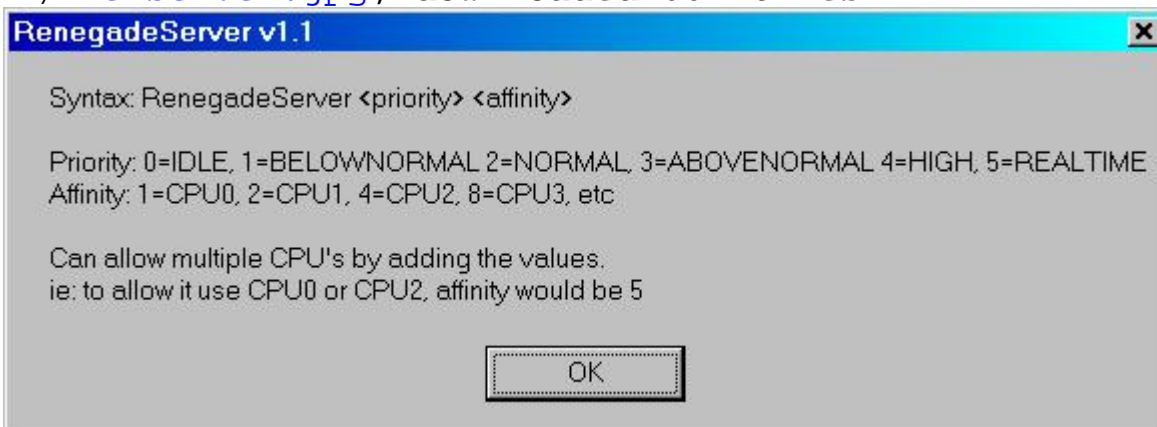 RenegadeServer v1.1
Syntax: RenegadeServer <priority> <affinity>
Priority: 0=IDLE, 1=BELOWNORMAL 2=NORMAL, 3=ABOVENORMAL 4=HIGH, 5=REALTIME
Affinity: 1=CPU0, 2=CPU1, 4=CPU2, 8=CPU3, etc
Can allow multiple CPU's by adding the values.
ie: to allow it use CPU0 or CPU2, affinity would be 5
OK